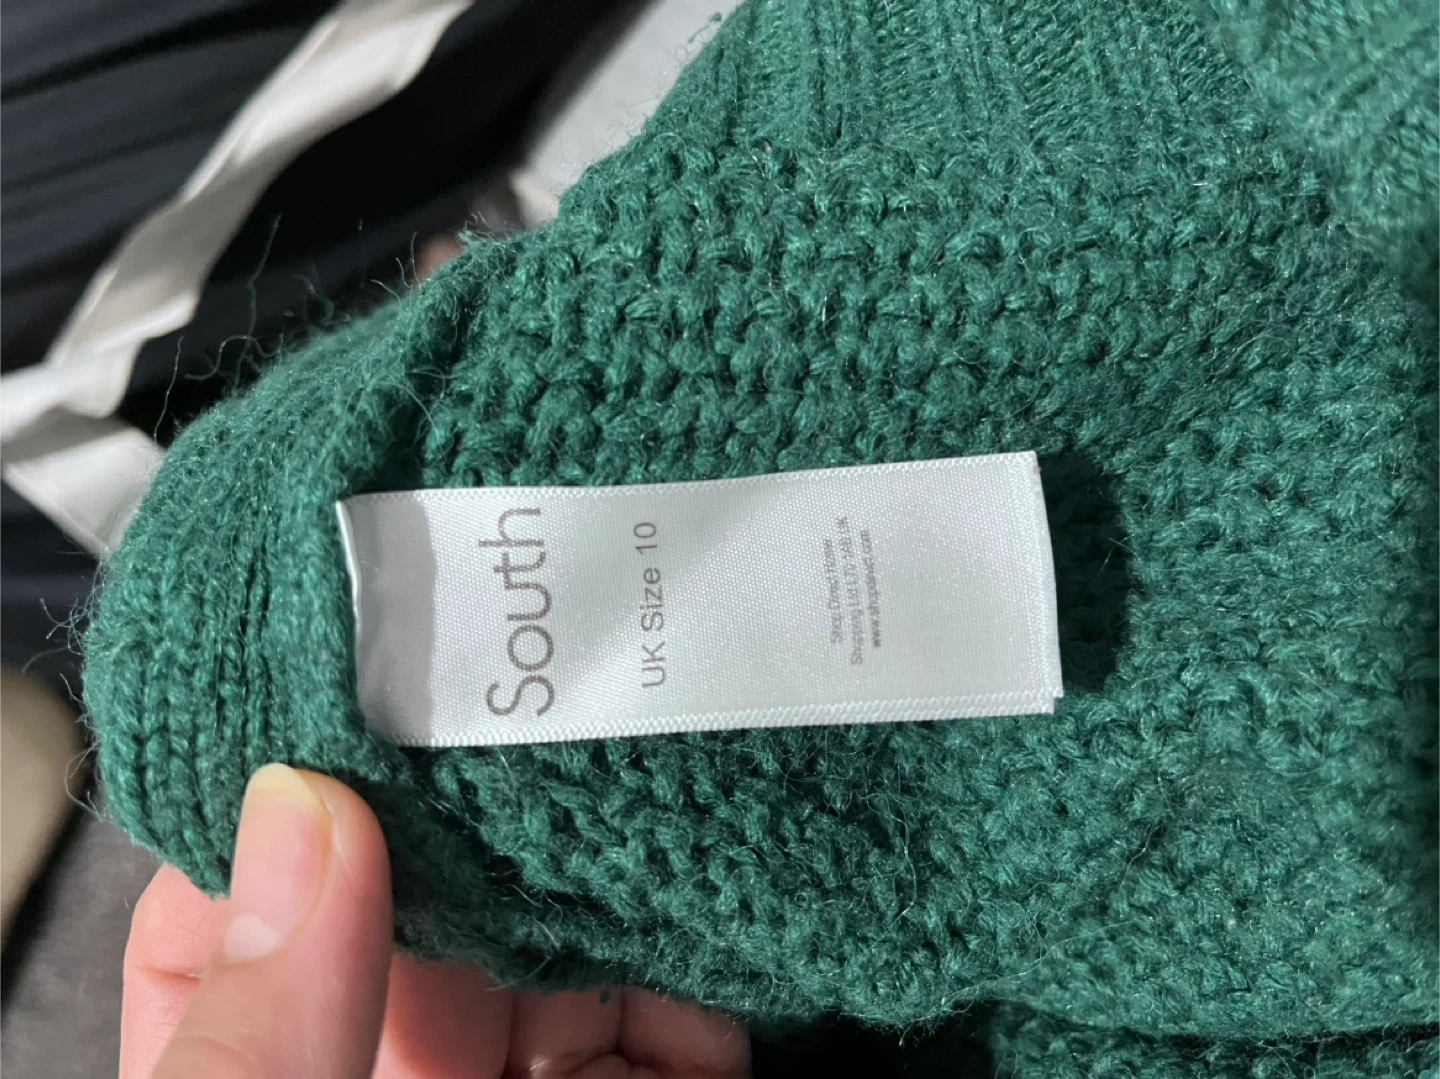 South
UK Size 10
Shop Direct Home
Shopping Ltd L70 1AB UK
www.shopdirect.com